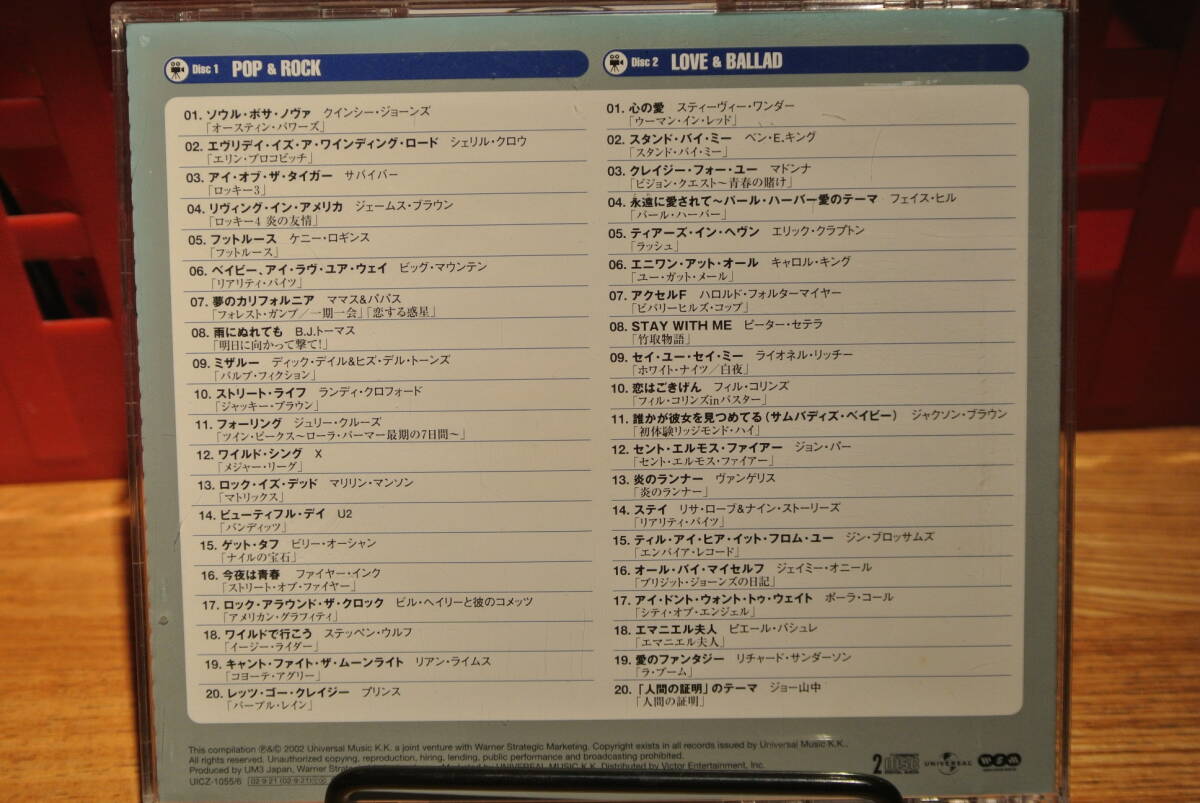 Disc 1 POP & ROCK
01. ソウル・ボサ・ノヴァ クインシー・ジョーンズ
「オースティン・パワーズ」
02. エヴリデイ・イズ・ア・ワインディング・ロード シェリル・クロウ
「エリン・ブロコビッチ」
03. アイ・オブ・ザ・タイガー サバイバー
「ロッキー3」
04. リヴィング・イン・アメリカ ジェームス・ブラウン
「ロッキー4 炎の友情」
05. フットルース ケニー・ロギンス
「フットルース」
06. ベイビー、アイ・ラヴ・ユア・ウェイ ビッグ・マウンテン
「リアリティ・バイツ」
07. 夢のカリフォルニア ママス&パパス
「フォレスト・ガンプ/一期一会」「恋する惑星」
08. 雨にぬれても B.J.トーマス
「明日に向かって撃て!」
09. ミザルー ディック・デイル&ヒズ・デル・トーンズ
「パルプ・フィクション」
10. ストリート・ライフ ランディ・クロフォード
「ジャッキー・ブラウン」
11. フォーリング ジュリー・クルーズ
「ツイン・ピークス~ローラ・パーマー最期の7日間~」
12. ワイルド・シング X
「メジャー・リーグ」
13. ロック・イズ・デッド マリリン・マンソン
「マトリックス」
14. ビューティフル・デイ U2
「バンディッツ」
15. ゲット・タフ ビリー・オーシャン
「ナイルの宝石」
16. 今夜は青春 ファイヤー・インク
「ストリート・オブ・ファイヤー」
17. ロック・アラウンド・ザ・クロック ビル・ヘイリーと彼のコメッツ
「アメリカン・グラフィティ」
18. ワイルドで行こう ステッペン・ウルフ
「イージー・ライダー」
19. キャント・ファイト・ザ・ムーンライト リアン・ライムス
「コヨーテ・アグリー」
20. レッツ・ゴー・クレイジー プリンス
「パープル・レイン」
Disc 2 LOVE & BALLAD
01. 心の愛 スティーヴィー・ワンダー
「ウーマン・イン・レッド」
02. スタンド・バイ・ミー ベン・E.キング
「スタンド・バイ・ミー」
03. クレイジー・フォー・ユー マドンナ
「ビジョン・クエスト~青春の賭け」
04. 永遠に愛されて~パール・ハーバー愛のテーマ フェイス・ヒル
「パール・ハーバー」
05. ティアーズ・イン・ヘヴン エリック・クラプトン
「ラッシュ」
06. エニワン・アット・オール キャロル・キング
「ユー・ガット・メール」
07. アクセルF ハロルド・フォルターマイヤー
「ビバリーヒルズ・コップ」
08. STAY WITH ME ピーター・セテラ
「竹取物語」
09. セイ・ユー・セイ・ミー ライオネル・リッチー
「ホワイト・ナイツ/白夜」
10. 恋はごきげん フィル・コリンズ
「フィル・コリンズinバスター」
11. 誰かが彼女を見つめてる(サムバディズ・ベイビー) ジャクソン・ブラウン
「初体験リッジモンド・ハイ」
12. セント・エルモス・ファイアー ジョン・パー
「セント・エルモス・ファイアー」
13. 炎のランナー ヴァンゲリス
「炎のランナー」
14. ステイ リサ・ローブ&ナイン・ストーリーズ
「リアリティ・バイツ」
15. ティル・アイ・ヒア・イット・フロム・ユー ジン・ブロッサムズ
「エンパイア・レコード」
16. オール・バイ・マイセルフ ジェイミー・オニール
「ブリジット・ジョーンズの日記」
17. アイ・ドント・ウォント・トゥ・ウェイト ポーラ・コール
「シティ・オブ・エンジェル」
18. エマニエル夫人 ピエール・バシュレ
「エマニエル夫人」
19. 愛のファンタジー リチャード・サンダーソン
「ラ・ブーム」
20. 「人間の証明」のテーマ ジョー山中
「人間の証明」
This compilation ℗&© 2002 Universal Music K.K. a joint venture with Warner Strategic Marketing. Copyright exists in all records issued by Universal Music K.K..
All rights reserved. Unauthorized copying, reproduction, hiring, lending, public performance and broadcasting prohibited.
Produced by UM3 Japan, Warner Strategic UNIVERSAL MUSIC K.K. Distributed by Victor Entertainment, Inc.
UICZ-1055/6
2 DISC
UNIVERSAL
WSM